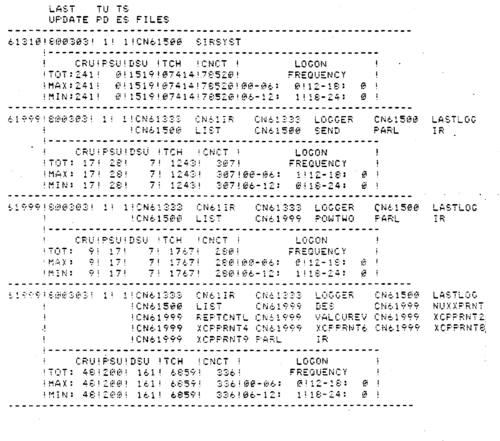 LAST TU TS
UPDATE PD ES FILES
61310!800303! 1! 1!CN61500 SIRSYST
! CRU!PSU!DSU !TCH !CNCT ! LOGON !
!TOT:241! 0!1519!07414!78520! FREQUENCY !
!MAX:241! 0!1519!07414!78520!00-06: 0!12-18: 0 !
!MIN:241! 0!1519!07414!78520!06-12: 1!18-24: 0 !
61999!800303! 1! 1!CN61333 CN61IR CN61333 LOGGER CN61500 LASTLOG
!CN61500 LIST CN61500 SEND PARL IR
! CRU!PSU!DSU !TCH !CNCT ! LOGON !
!TOT: 17! 28! 7! 1243! 307! FREQUENCY !
!MAX: 17! 28! 7! 1243! 307!00-06: 1!12-18: 0 !
!MIN: 17! 28! 7! 1243! 307!06-12: 1!18-24: 0 !
61999!800303! 1! 1!CN61333 CN61IR CN61333 LOGGER CN61500 LASTLOG
!CN61500 LIST CN61999 POWTWO PARL IR
! CRU!PSU!DSU !TCH !CNCT ! LOGON !
!TOT: 9! 17! 7! 1767! 280! FREQUENCY !
!MAX: 9! 17! 7! 1767! 280!00-06: 0!12-18: 0 !
!MIN: 9! 17! 7! 1767! 280!06-12: 1!18-24: 0 !
61999!800303! 1! 1!CN61333 CN61IR CN61333 LOGGER CN61500 LASTLOG
!CN61500 LIST CN61999 DES CN61999 NUXXPRNT
!CN61999 REPTCNTL CN61999 VALCUREV CN61999 XCPPRNT2
!CN61999 XCPPRNT4 CN61999 XCPPRNT6 CN61999 XCPPRNT8
!CN61999 XCPPRNT9 PARL IR
! CRU!PSU!DSU !TCH !CNCT ! LOGON !
!TOT: 48!200! 161! 6859! 336! FREQUENCY !
!MAX: 48!200! 161! 6859! 336!00-06: 0!12-18: 0 !
!MIN: 48!200! 161! 6859! 336!06-12: 1!18-24: 0 !